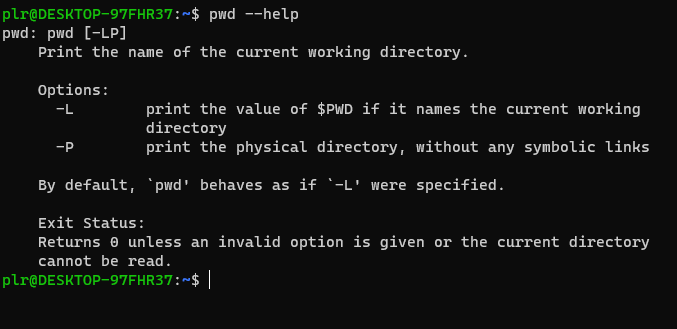 plr@DESKTOP-97FHR37:~$ pwd --help
pwd: pwd [-LP]
    Print the name of the current working directory.

    Options:
      -L        print the value of $PWD if it names the current working
                directory
      -P        print the physical directory, without any symbolic links

    By default, `pwd' behaves as if `-L' were specified.

    Exit Status:
    Returns 0 unless an invalid option is given or the current directory
    cannot be read.
plr@DESKTOP-97FHR37:~$